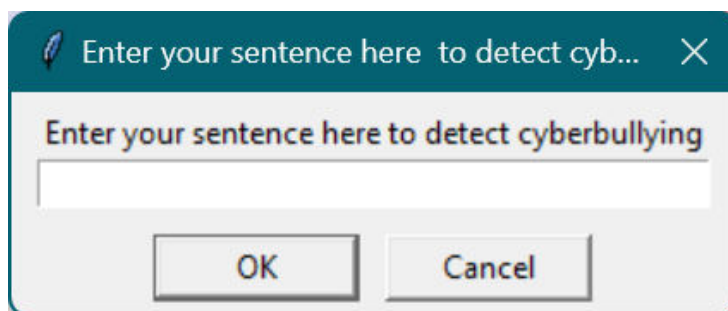 Enter your sentence here  to detect cyb...
Enter your sentence here to detect cyberbullying
OK
Cancel